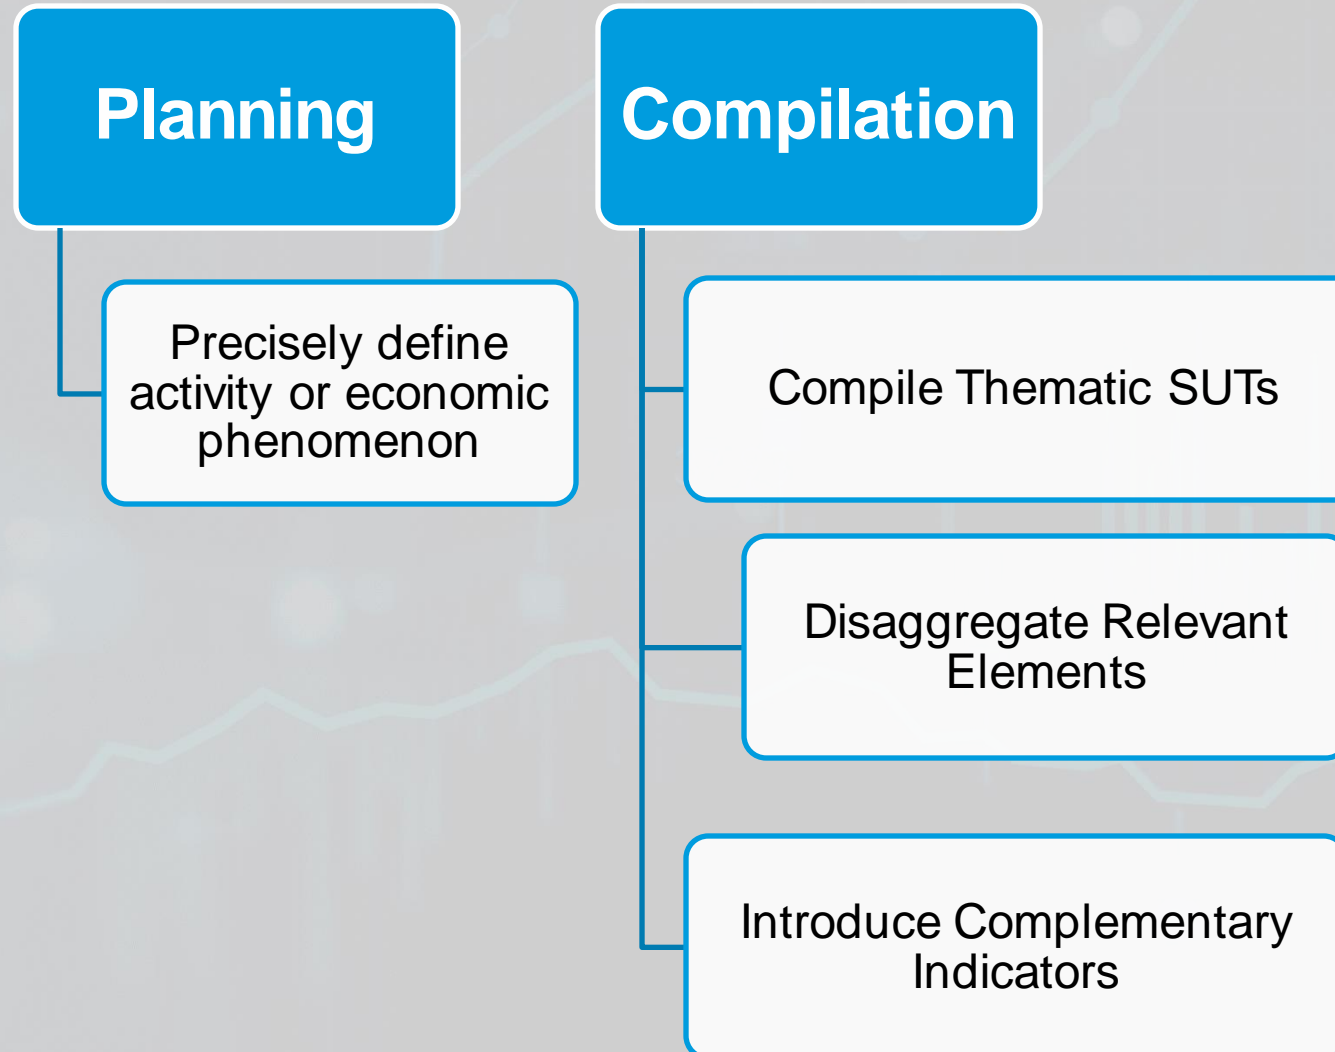 Planning
Precisely define
activity or economic
phenomenon
Compilation
Compile Thematic SUTs
Disaggregate Relevant
Elements
Introduce Complementary
Indicators